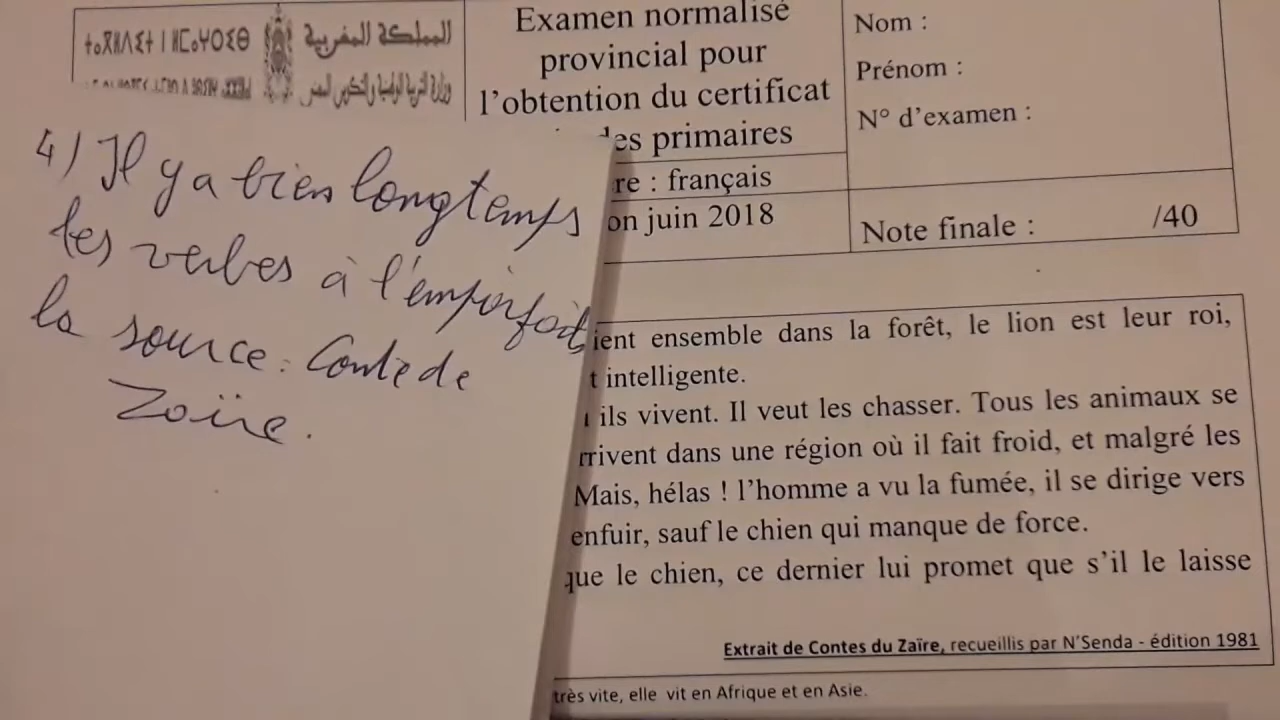 ⵜⴰⴳⵍⴷⵉⵜ ⵏ ⵍⵎⴰⵖⵔⵉⴱ
المملكة المغربية
Examen normalisé
provincial pour
l'obtention du certificat
des primaires
re : français
on juin 2018
Nom :
Prénom :
N° d'examen :
Note finale : /40
4) Il y a bien longtemps
les verbes à l'emparfait
la source : Conte de
Zaïre.
ient ensemble dans la forêt, le lion est leur roi,
t intelligente.
ils vivent. Il veut les chasser. Tous les animaux se
rrivent dans une région où il fait froid, et malgré les
Mais, hélas ! l'homme a vu la fumée, il se dirige vers
enfuir, sauf le chien qui manque de force.
que le chien, ce dernier lui promet que s'il le laisse
Extrait de Contes du Zaïre, recueillis par N'Senda - édition 1981
très vite, elle vit en Afrique et en Asie.